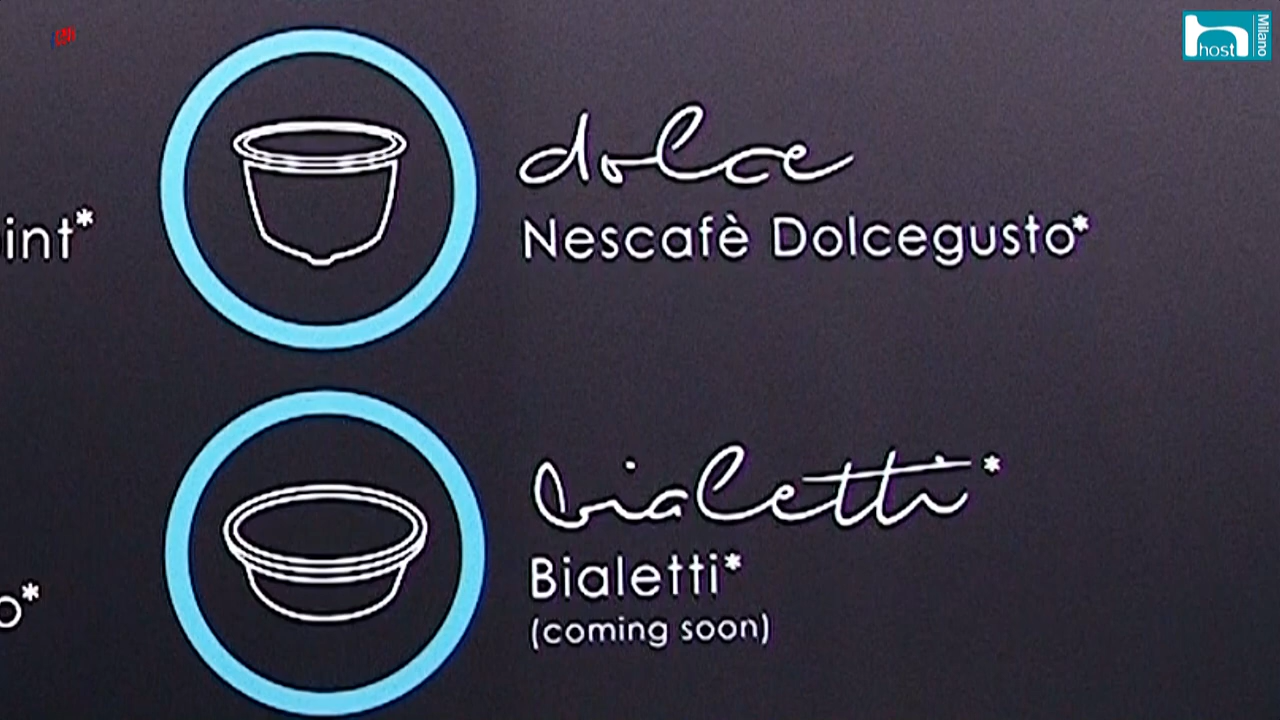 host
Milano
dolce
int*
Nescafè Dolcegusto*
bialetti*
Bialetti*
o*
(coming soon)